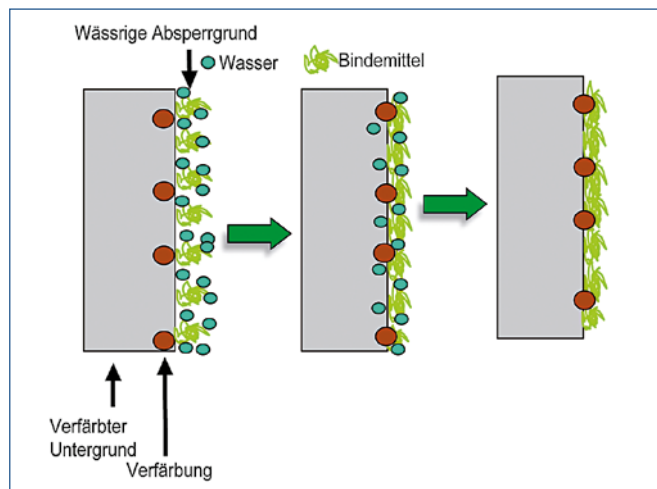 Wässrige Absperrgrund
Wasser
Bindemittel
Verfärbter
Untergrund
Verfärbung